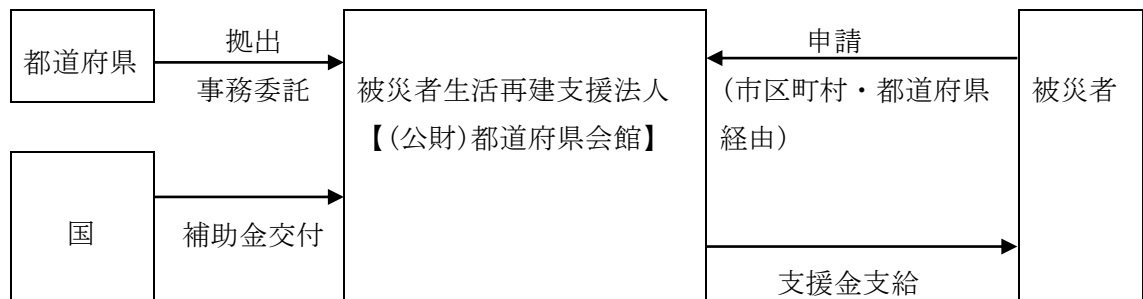 都道府県
拠出
事務委託
国
補助金交付
被災者生活再建支援法人
【(公財)都道府県会館】
申請
(市区町村・都道府県
経由)
支援金支給
被災者